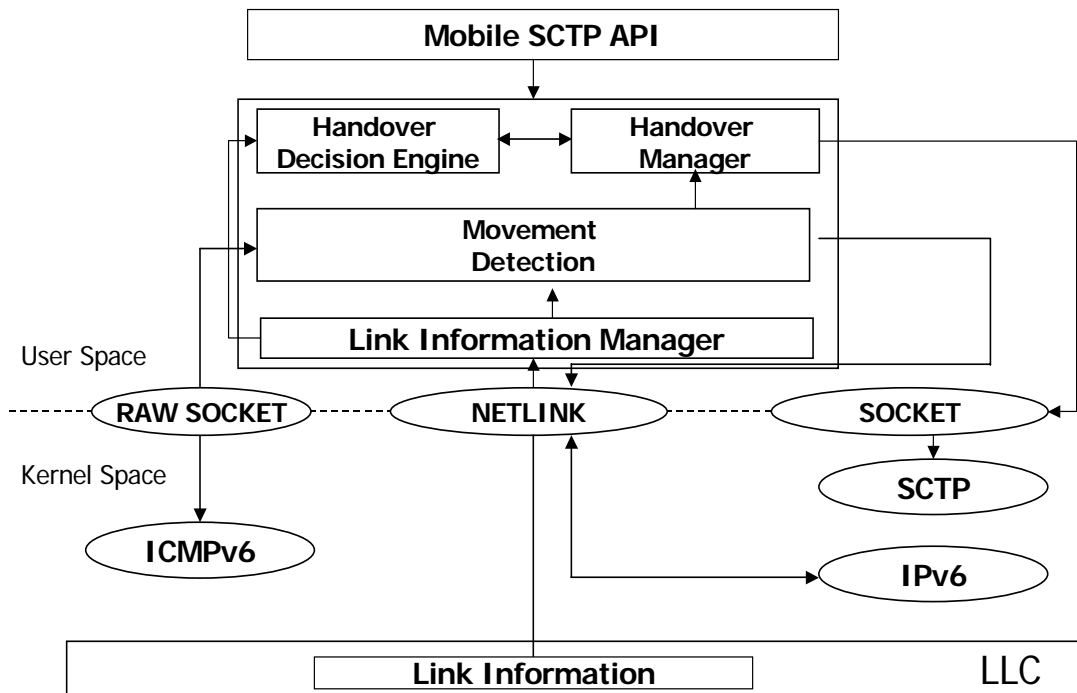 Mobile SCTP API
Handover
Decision Engine
Handover
Manager
Movement
Detection
Link Information Manager
User Space
RAW SOCKET
NETLINK
SOCKET
Kernel Space
SCTP
ICMPv6
IPv6
Link Information
LLC